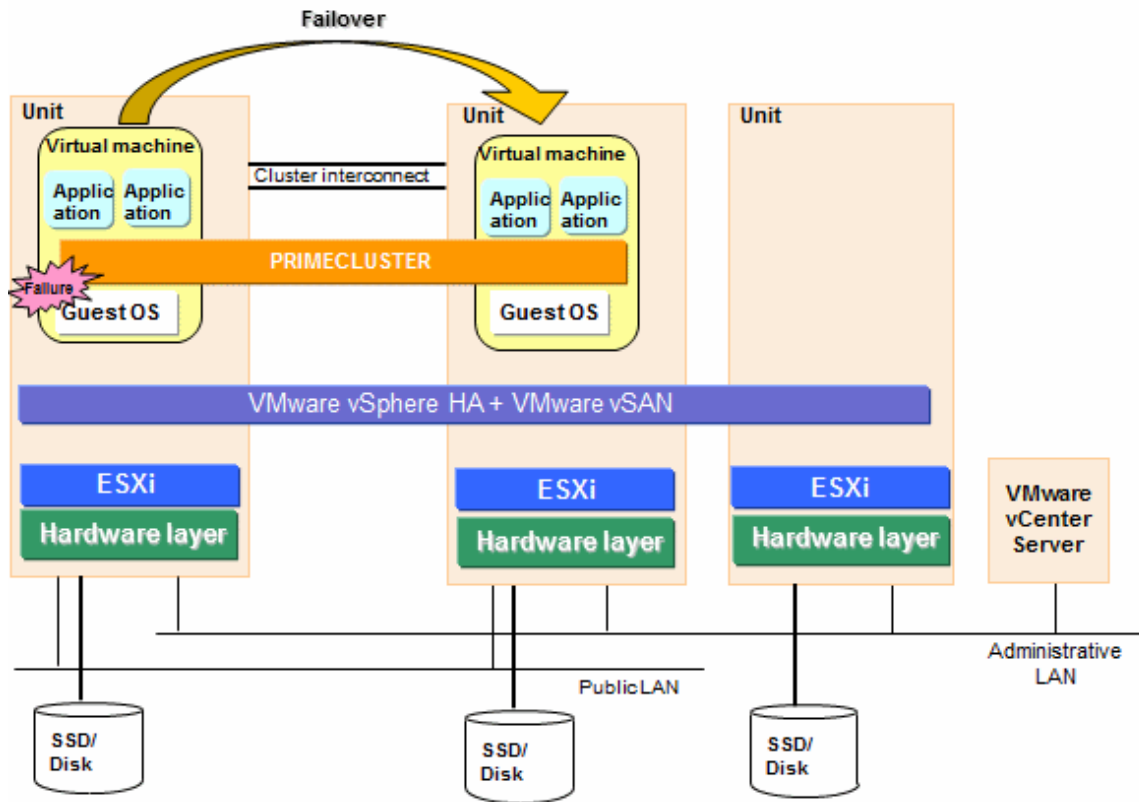 Failover
Unit
Unit
Unit
Virtual machine
Virtual machine
Cluster interconnect
Applic
ation
Applic
ation
Applic
ation
Applic
ation
PRIMECLUSTER
Failure
Guest OS
Guest OS
VMware vSphere HA + VMware vSAN
ESXi
ESXi
ESXi
Hardware layer
Hardware layer
Hardware layer
VMware
vCenter
Server
Administrative
LAN
Public LAN
SSD/
Disk
SSD/
Disk
SSD/
Disk